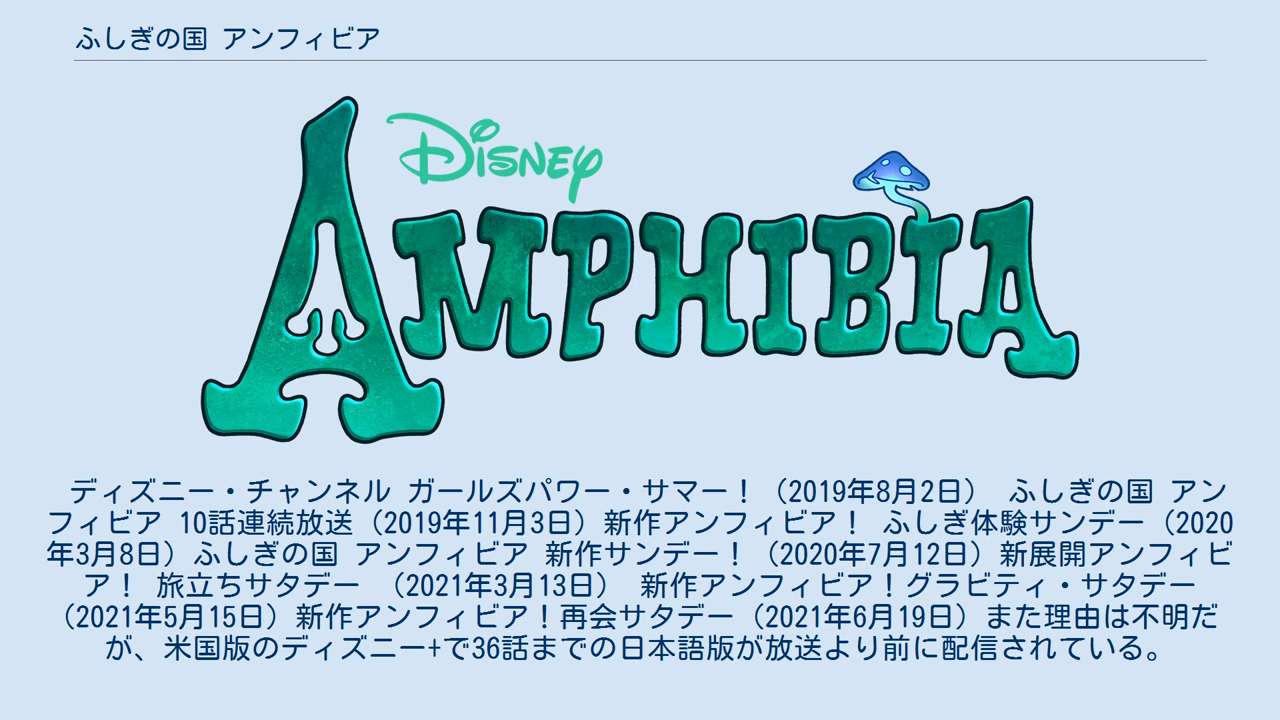 ふしぎの国 アンフィビア
Disney
AMPHIBIA
ディズニー・チャンネル ガールズパワー・サマー！（2019年8月2日） ふしぎの国 アン
フィビア 10話連続放送（2019年11月3日）新作アンフィビア！ ふしぎ体験サンデー（2020
年3月8日）ふしぎの国 アンフィビア 新作サンデー！（2020年7月12日）新展開アンフィビ
ア！ 旅立ちサタデー （2021年3月13日） 新作アンフィビア！グラビティ・サタデー
（2021年5月15日）新作アンフィビア！再会サタデー（2021年6月19日）また理由は不明だ
が、米国版のディズニー+で36話までの日本語版が放送より前に配信されている。